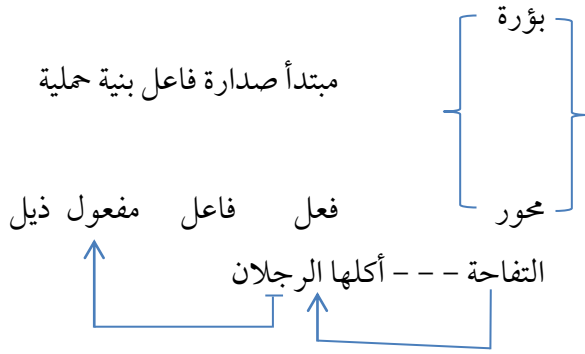 بؤرة
مبتدأ صدارة فاعل بنية حملية
محور فعل فاعل مفعول ذيل
التفاحة – – – أكلها الرجلان